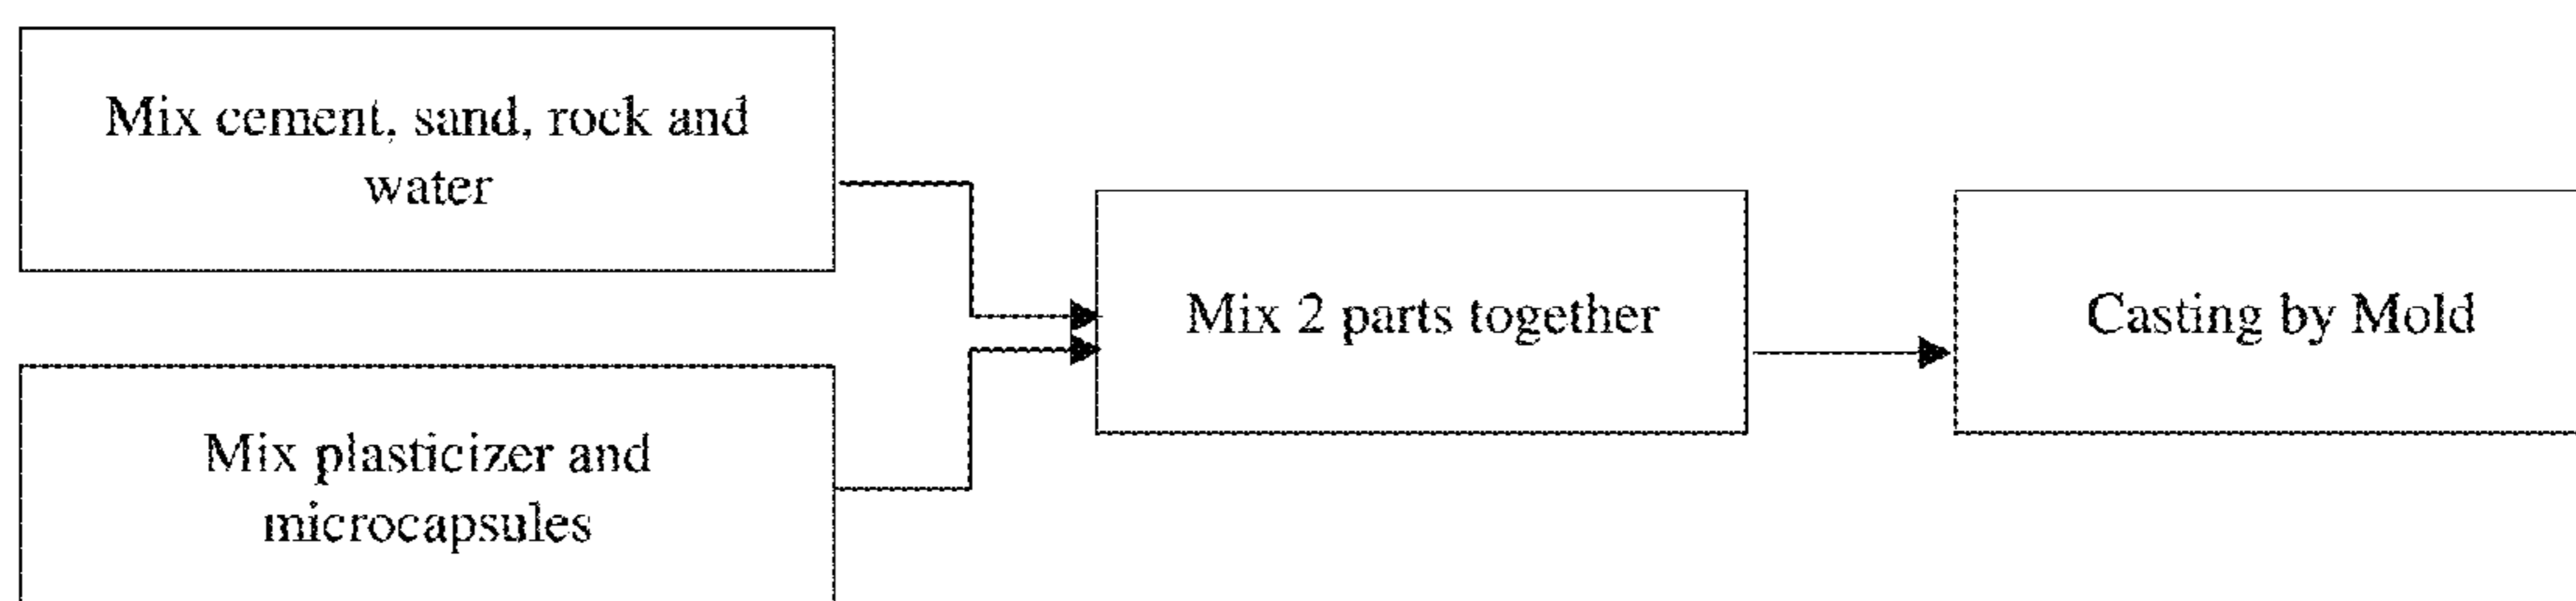 Mix cement, sand, rock and
water
Mix plasticizer and
microcapsules
Mix 2 parts together
Casting by Mold